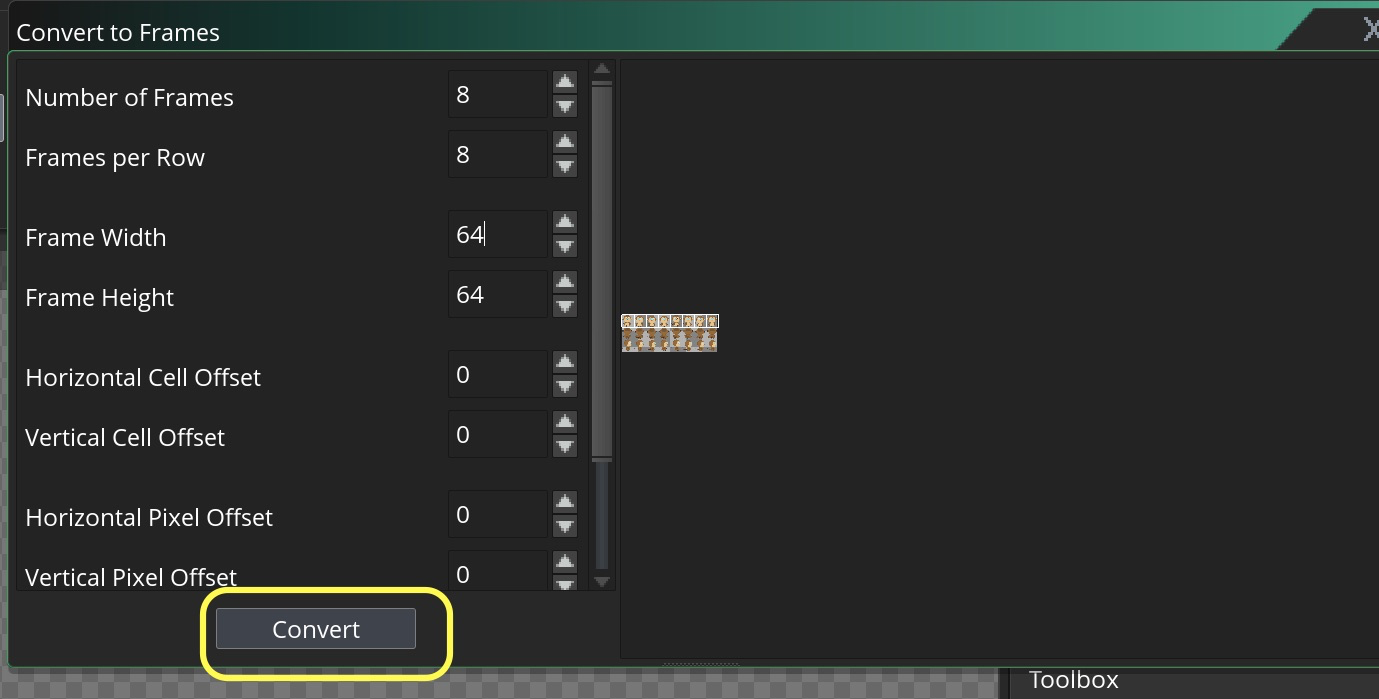 Convert to Frames
Number of Frames 8
Frames per Row 8
Frame Width 64
Frame Height 64
Horizontal Cell Offset 0
Vertical Cell Offset 0
Horizontal Pixel Offset 0
Vertical Pixel Offset 0
Convert
Toolbox